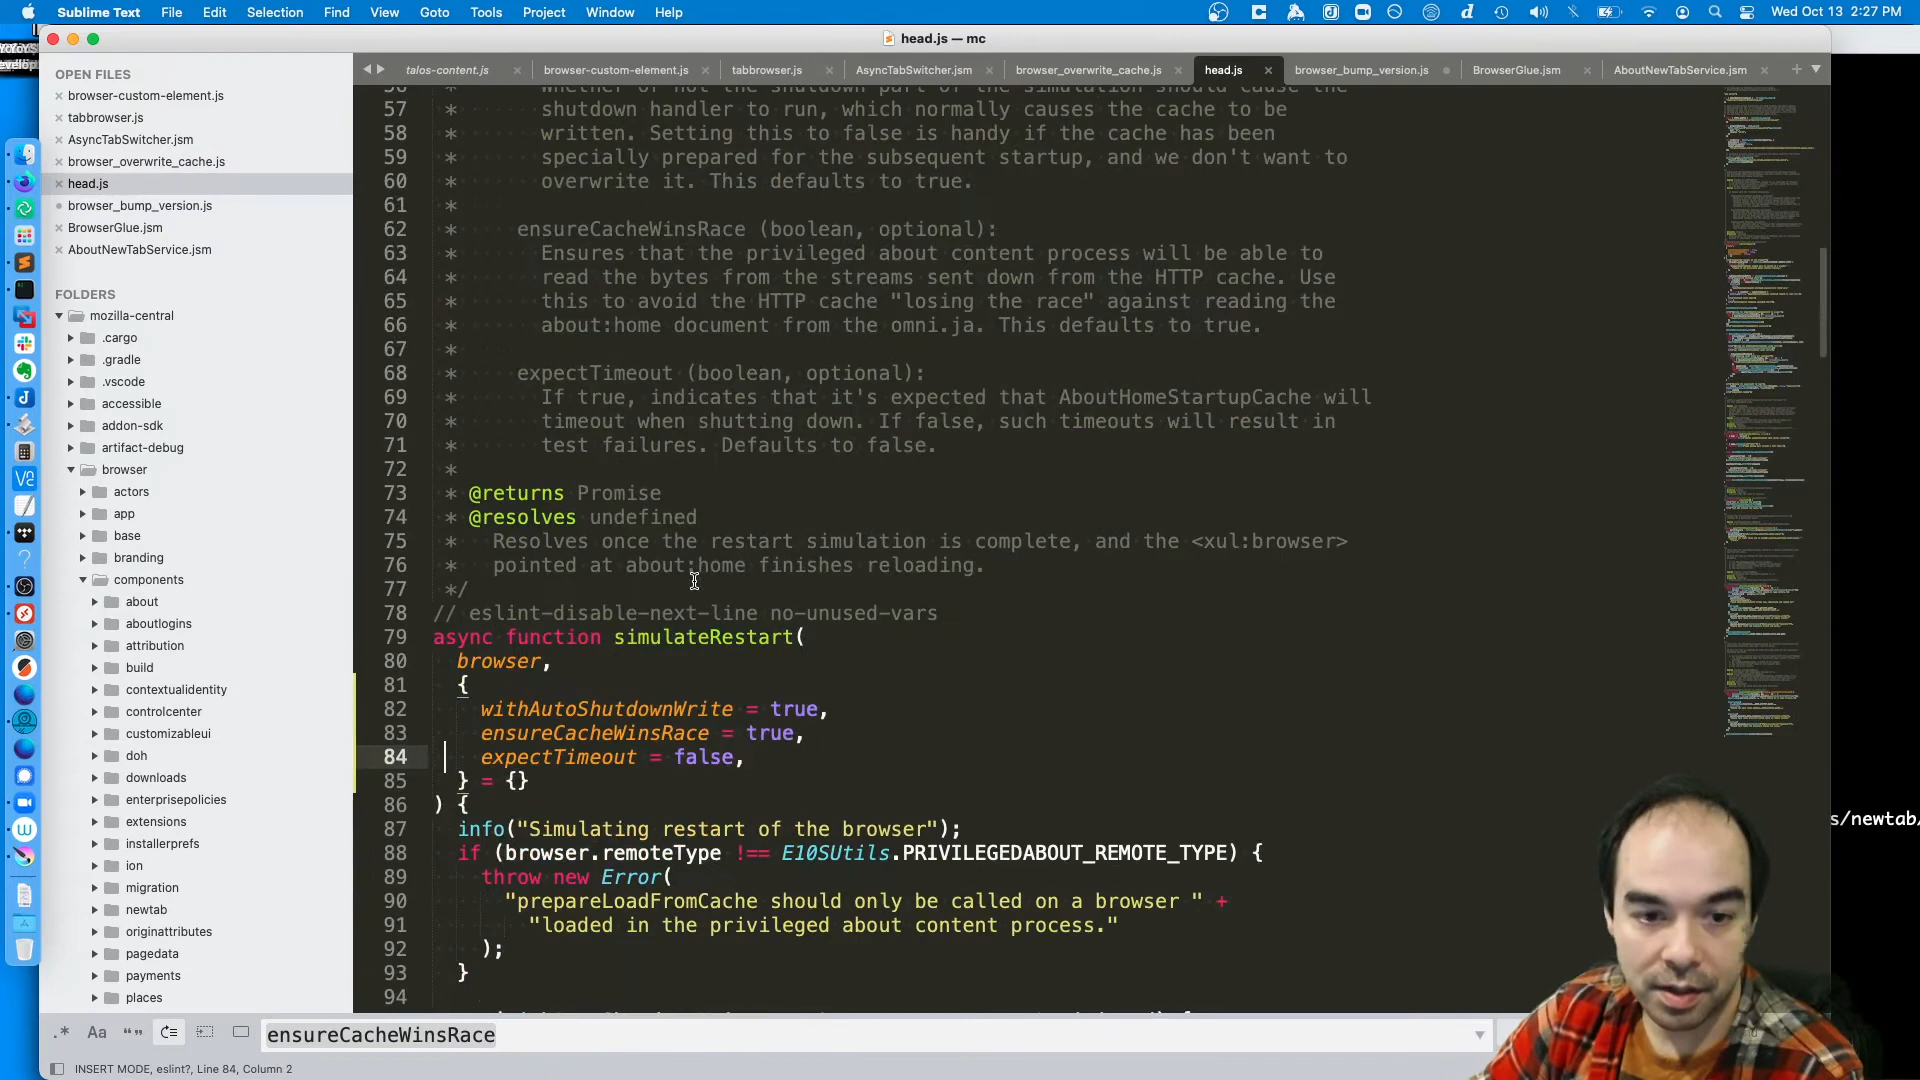 Sublime Text File Edit Selection Find View Goto Tools Project Window Help
Wed Oct 13 2:27 PM
head.js — mc
OPEN FILES
browser-custom-element.js
tabbrowser.js
AsyncTabSwitcher.jsm
browser_overwrite_cache.js
head.js
browser_bump_version.js
BrowserGlue.jsm
AboutNewTabService.jsm
FOLDERS
mozilla-central
.cargo
.gradle
.vscode
accessible
addon-sdk
artifact-debug
browser
actors
app
base
branding
components
about
aboutlogins
attribution
build
contextualidentity
controlcenter
customizableui
doh
downloads
enterprisepolicies
extensions
installerprefs
ion
migration
newtab
originattributes
pagedata
payments
places
talos-content.js browser-custom-element.js tabbrowser.js AsyncTabSwitcher.jsm browser_overwrite_cache.js head.js browser_bump_version.js BrowserGlue.jsm AboutNewTabService.jsm
56 * Whether or not the shutdown part of the simulation should cause the
57 * shutdown handler to run, which normally causes the cache to be
58 * written. Setting this to false is handy if the cache has been
59 * specially prepared for the subsequent startup, and we don't want to
60 * overwrite it. This defaults to true.
61 *
62 * ensureCacheWinsRace (boolean, optional):
63 * Ensures that the privileged about content process will be able to
64 * read the bytes from the streams sent down from the HTTP cache. Use
65 * this to avoid the HTTP cache "losing the race" against reading the
66 * about:home document from the omni.ja. This defaults to true.
67 *
68 * expectTimeout (boolean, optional):
69 * If true, indicates that it's expected that AboutHomeStartupCache will
70 * timeout when shutting down. If false, such timeouts will result in
71 * test failures. Defaults to false.
72 *
73 * @returns Promise
74 * @resolves undefined
75 * Resolves once the restart simulation is complete, and the <xul:browser>
76 * pointed at about:home finishes reloading.
77 */
78 // eslint-disable-next-line no-unused-vars
79 async function simulateRestart(
80 browser,
81 {
82 withAutoShutdownWrite = true,
83 ensureCacheWinsRace = true,
84 expectTimeout = false,
85 } = {}
86 ) {
87 info("Simulating restart of the browser");
88 if (browser.remoteType !== E10SUtils.PRIVILEGEDABOUT_REMOTE_TYPE) {
89 throw new Error(
90 "prepareLoadFromCache should only be called on a browser " +
91 "loaded in the privileged about content process."
92 );
93 }
94
s/newtab/
.* Aa “” ensureCacheWinsRace
INSERT MODE, eslint?, Line 84, Column 2